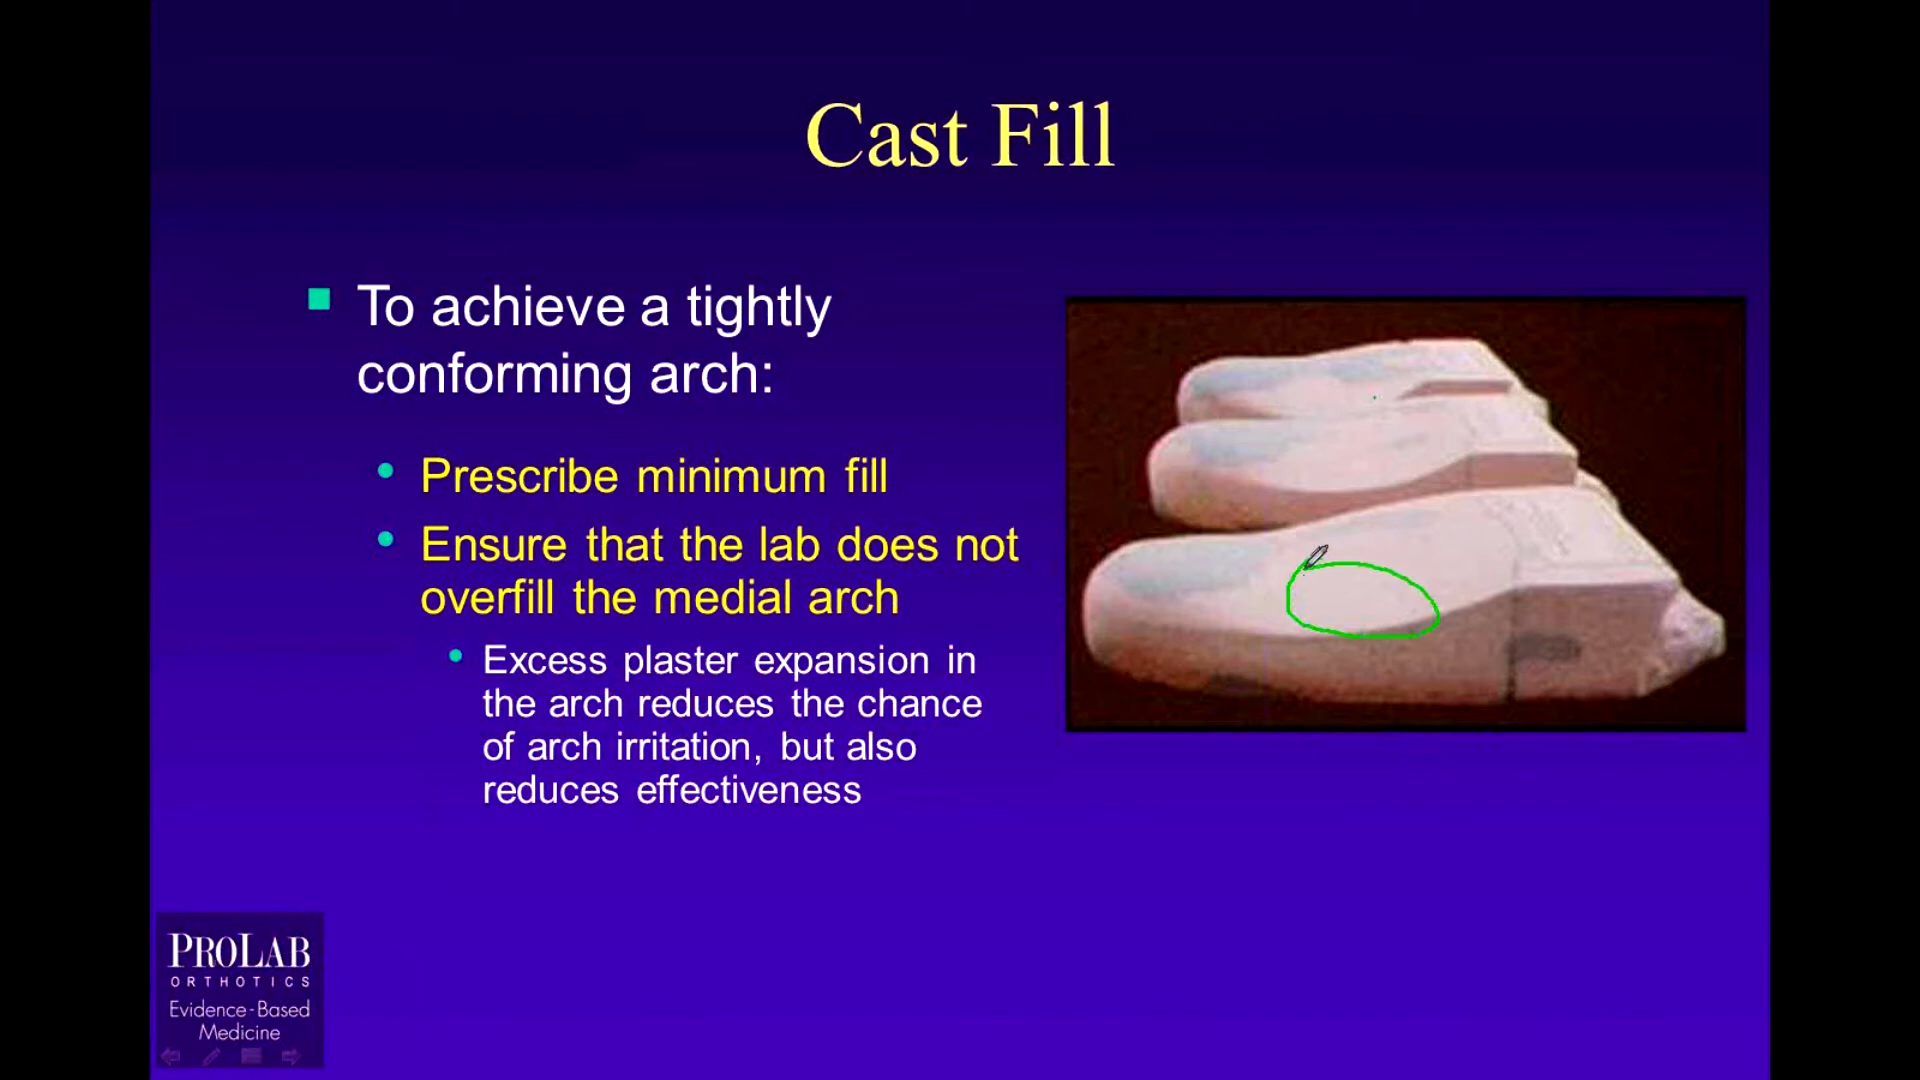 Cast Fill
To achieve a tightly
conforming arch:
Prescribe minimum fill
Ensure that the lab does not
overfill the medial arch
Excess plaster expansion in
the arch reduces the chance
of arch irritation, but also
reduces effectiveness
PROLAB
ORTHOTICS
Evidence-Based
Medicine